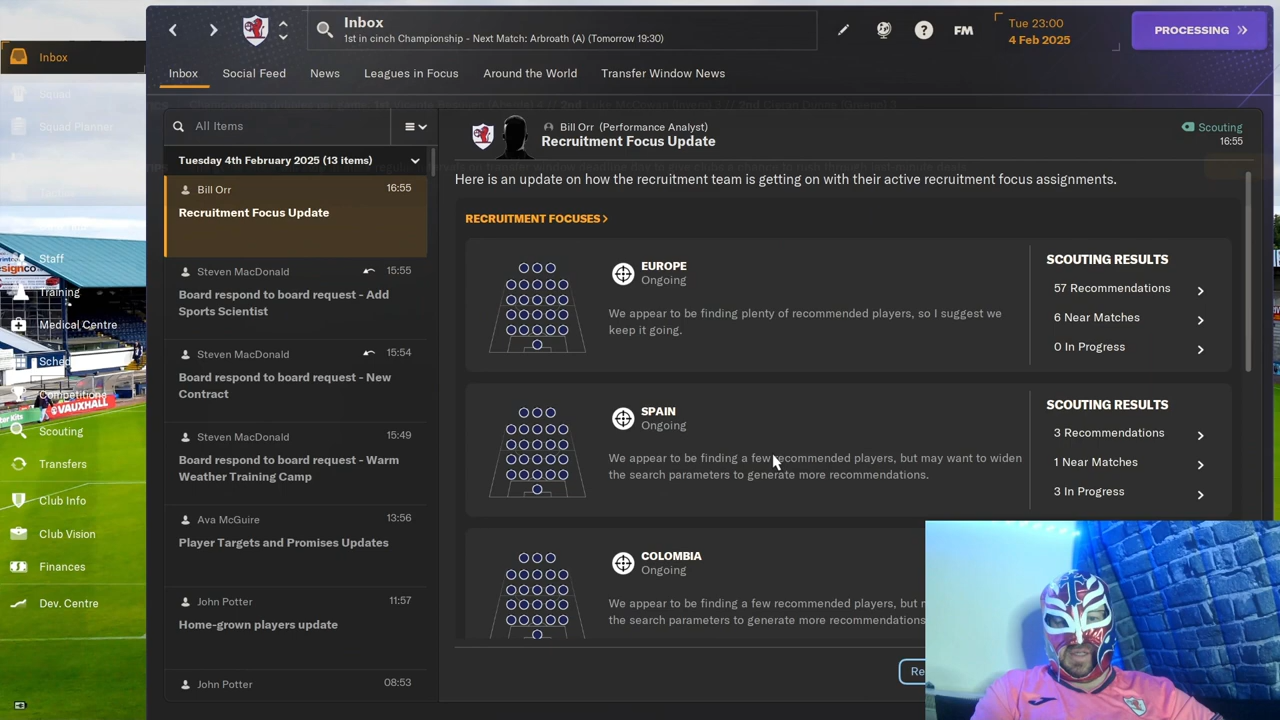 Inbox
1st in cinch Championship - Next Match: Arbroath (A) (Tomorrow 19:30)
FM
Tue 23:00
4 Feb 2025
PROCESSING
Inbox
Social Feed
News
Leagues in Focus
Around the World
Transfer Window News
Inbox
Squad
Squad Planner
Staff
Training
Medical Centre
Sched
Competitions
Scouting
Transfers
Club Info
Club Vision
Finances
Dev. Centre
VAUXHALL
All Items
Tuesday 4th February 2025 (13 items)
Bill Orr
16:55
Recruitment Focus Update
Steven MacDonald
15:55
Board respond to board request - Add
Sports Scientist
Steven MacDonald
15:54
Board respond to board request - New
Contract
Steven MacDonald
15:49
Board respond to board request - Warm
Weather Training Camp
Ava McGuire
13:56
Player Targets and Promises Updates
John Potter
11:57
Home-grown players update
John Potter
08:53
Bill Orr (Performance Analyst)
Recruitment Focus Update
Scouting
16:55
Here is an update on how the recruitment team is getting on with their active recruitment focus assignments.
RECRUITMENT FOCUSES >
EUROPE
Ongoing
We appear to be finding plenty of recommended players, so I suggest we
keep it going.
SCOUTING RESULTS
57 Recommendations
6 Near Matches
0 In Progress
SPAIN
Ongoing
We appear to be finding a few recommended players, but may want to widen
the search parameters to generate more recommendations.
SCOUTING RESULTS
3 Recommendations
1 Near Matches
3 In Progress
COLOMBIA
Ongoing
We appear to be finding a few recommended players, but
the search parameters to generate more recommendations
Re